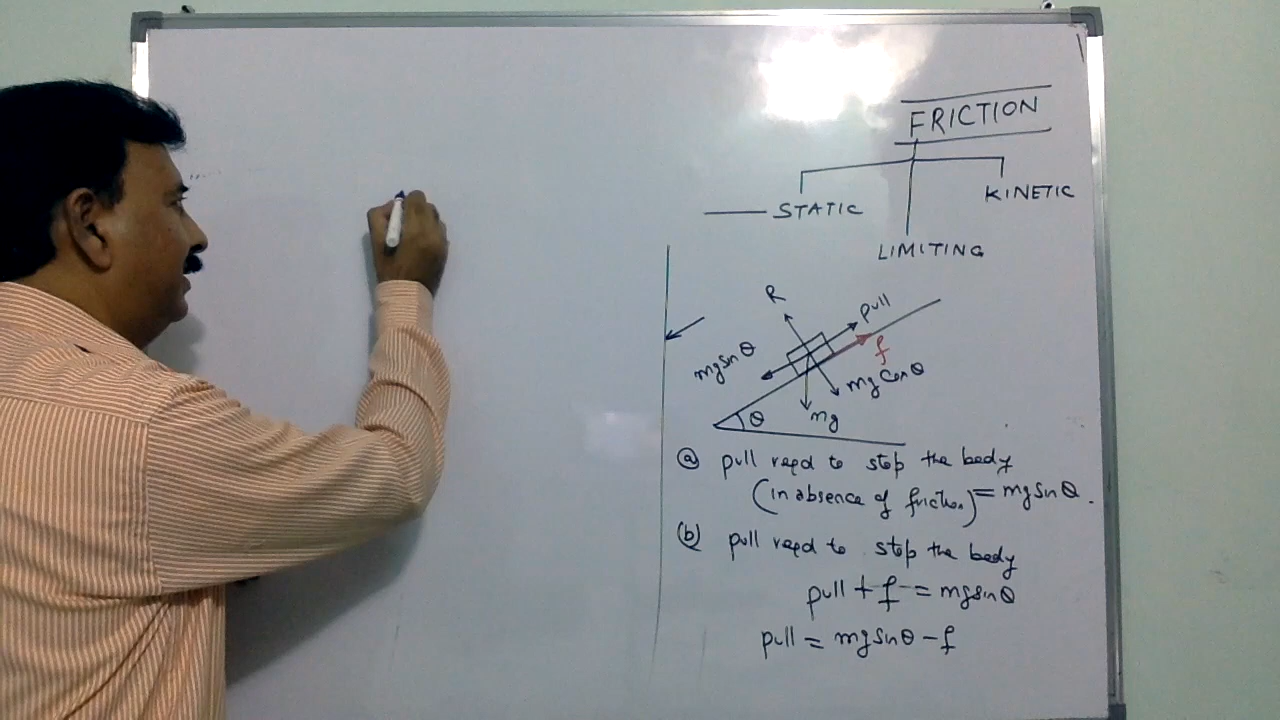 FRICTION
STATIC
KINETIC
LIMITING
R
pull
f
mg sin θ
mg cos θ
mg
θ
(a) pull reqd to stop the body
(in absence of friction) = mg sin θ.
(b) pull reqd to stop the body
pull + f = mg sin θ
pull = mg sin θ - f